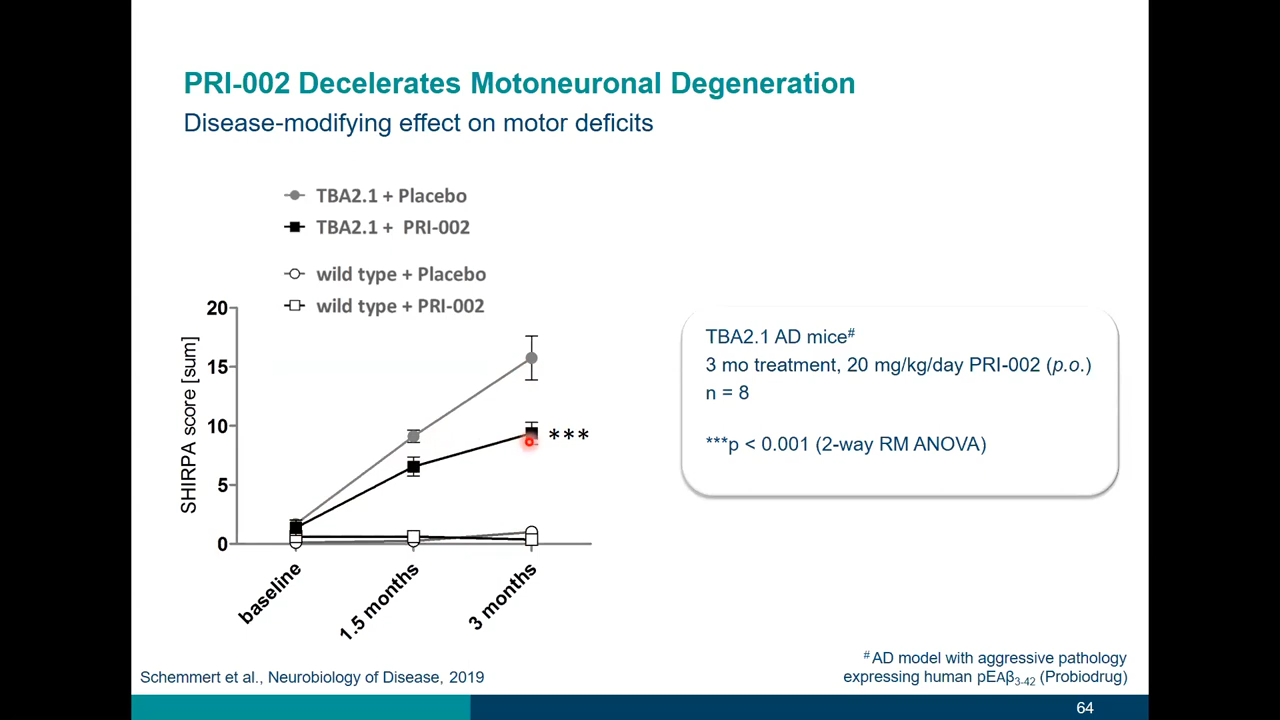 PRI-002 Decelerates Motoneuronal Degeneration
Disease-modifying effect on motor deficits
TBA2.1 + Placebo
TBA2.1 + PRI-002
wild type + Placebo
wild type + PRI-002
SHIRPA score [sum]
20
15
10
5
0
***
baseline
1.5 months
3 months
TBA2.1 AD mice#
3 mo treatment, 20 mg/kg/day PRI-002 (p.o.)
n = 8
***p < 0.001 (2-way RM ANOVA)
Schemmert et al., Neurobiology of Disease, 2019
#AD model with aggressive pathology
expressing human pEAβ3-42 (Probiodrug)
64